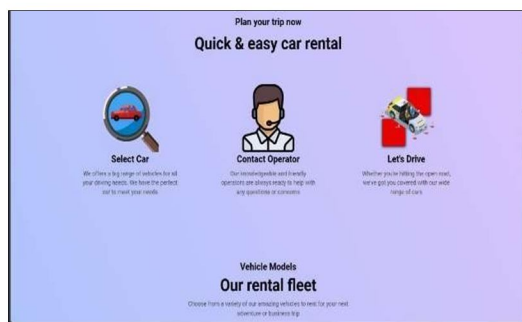 Plan your trip now
Quick & easy car rental
Select Car
We offers a big range of vehicles for all
your driving needs. We have the perfect
car to meet your needs
Contact Operator
Our knowledgeable and friendly
operators are always ready to help with
any questions or concerns
Let's Drive
Whether you're hitting the open road,
we've got you covered with our wide
range of cars
Vehicle Models
Our rental fleet
Choose from a variety of our amazing vehicles to rent for your next
adventure or business trip